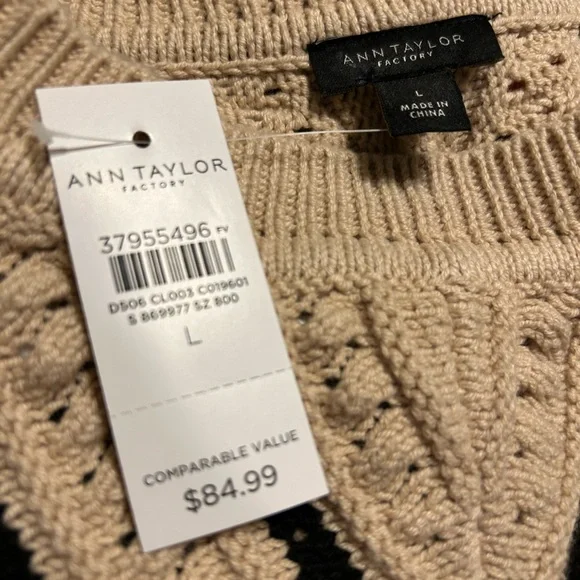 ANN TAYLOR
FACTORY
L
MADE IN
CHINA
ANN TAYLOR
FACTORY
37955496 FV
D506 CL003 C019601
S 869977 SZ 800
L
COMPARABLE VALUE
$84.99